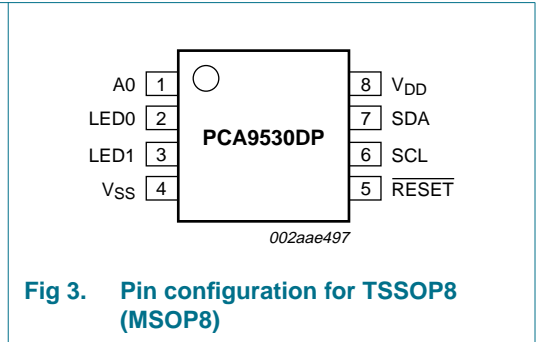 A0 1 8 VDD
LED0 2 7 SDA
PCA9530DP
LED1 3 6 SCL
VSS 4 5 RESET
002aae497
Fig 3. Pin configuration for TSSOP8
(MSOP8)